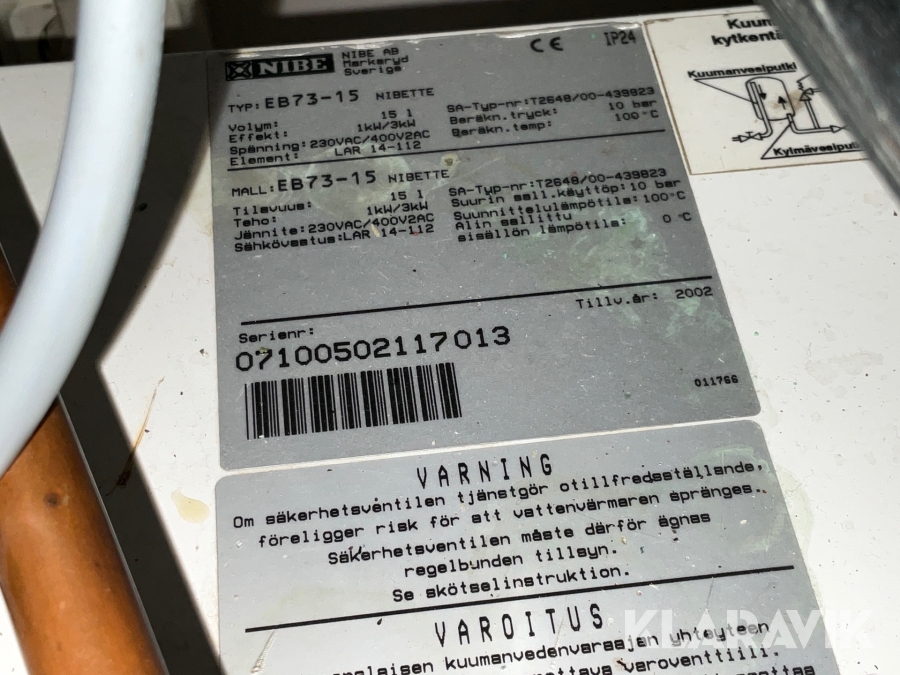 NIBE
NIBE AB
Markaryd
Sverige
CE IP24
TYP: EB73-15 NIBETTE
Volym: 15 l
Effekt: 1kW/3kW
Spänning: 230VAC/400V2AC
Element: LAR 14-112
SA-Typ-nr: T2648/00-439823
Beräkn.tryck: 10 bar
Beräkn.temp: 100°C
MALL: EB73-15 NIBETTE
Tilavuus: 15 l
Teho: 1kW/3kW
Jännite: 230VAC/400V2AC
Sähkövastus: LAR 14-112
SA-Typ-nr: T2648/00-439823
Suurin sall.käyttöp: 10 bar
Suunnittelulämpötila: 100°C
Alin sallittu
sisällön lämpötila: 0 °C
Tillv.år: 2002
Serienr:
07100502117013
011766
Kuumanvesiputki
Kylmävesiputki
VARNING
Om säkerhetsventilen tjänstgör otillfredsställande,
föreligger risk för att vattenvärmaren spränges.
Säkerhetsventilen måste därför ägnas
regelbunden tillsyn.
Se skötselinstruktion.
VAROITUS
kuumanvedenvaraajan yhteyteen
varoventtiili.
KLARAVIK